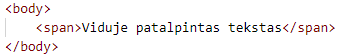 <body>
    <span>Viduje patalpintas tekstas</span>
</body>